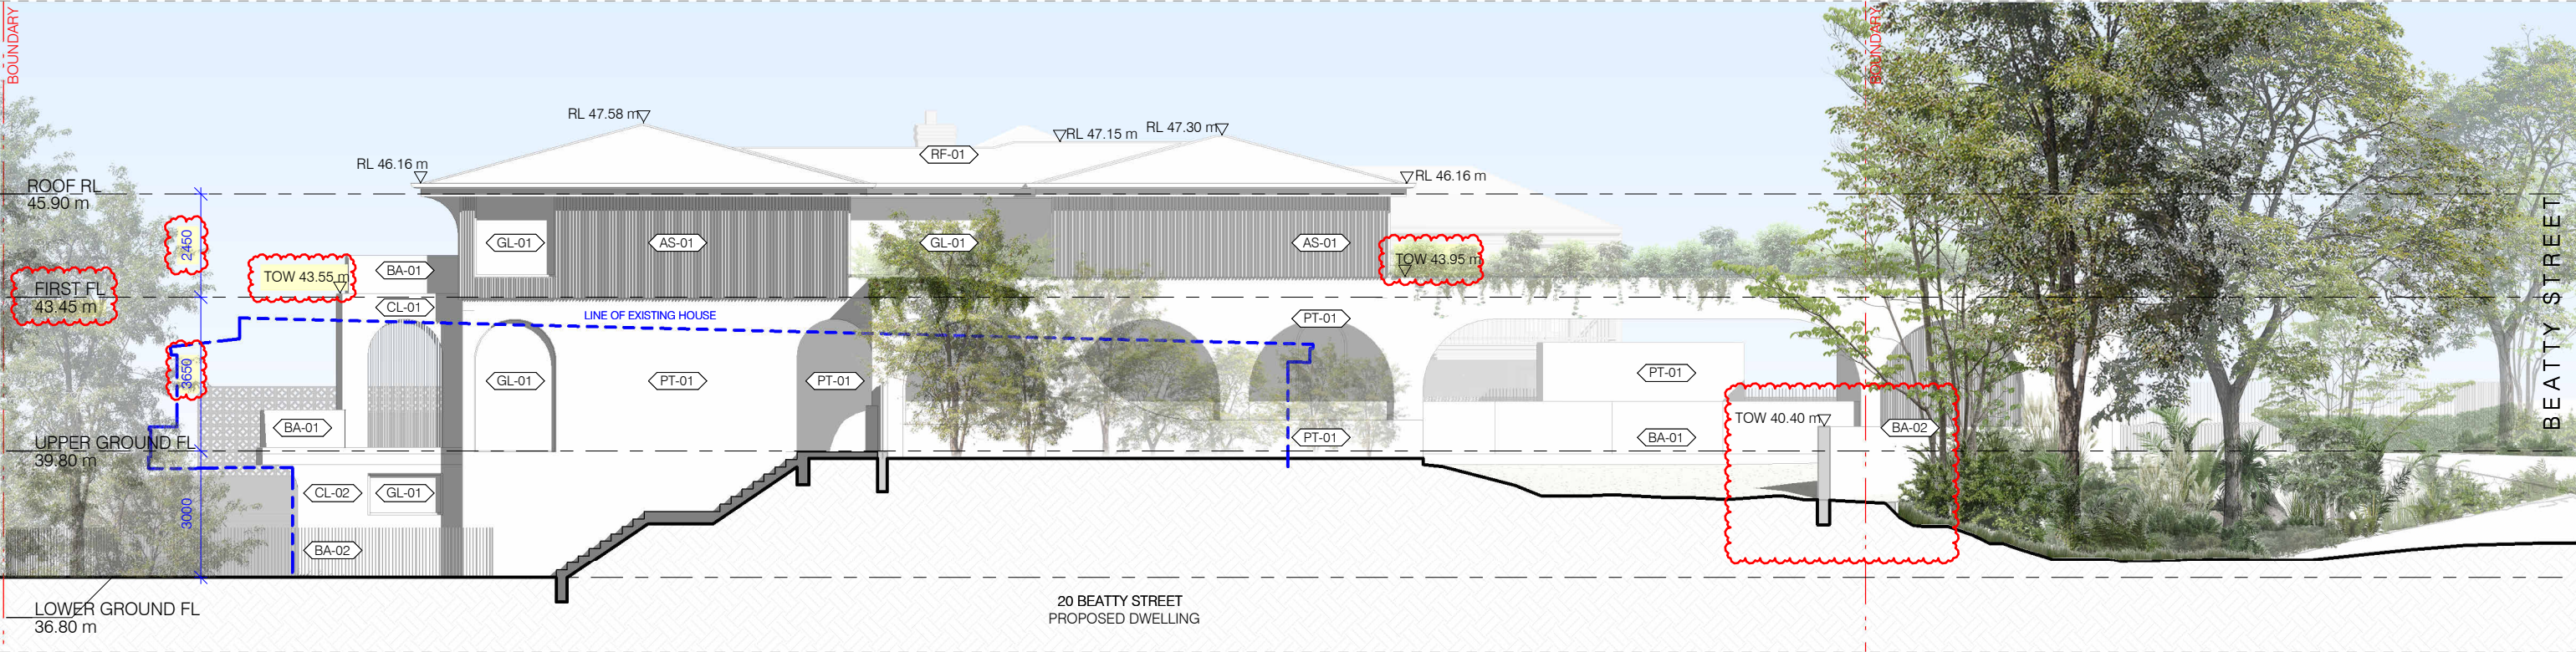 BOUNDARY
BOUNDARY
RL 47.58 m
RL 47.15 m
RL 47.30 m
RF-01
RL 46.16 m
RL 46.16 m
ROOF RL
45.90 m
2450
GL-01
AS-01
GL-01
AS-01
TOW 43.95 m
TOW 43.55 m
BA-01
FIRST FL
43.45 m
CL-01
LINE OF EXISTING HOUSE
PT-01
3650
GL-01
PT-01
PT-01
PT-01
BEATTY STREET
TOW 40.40 m
BA-01
BA-02
UPPER GROUND FL
39.80 m
PT-01
BA-01
CL-02
GL-01
3000
BA-02
LOWER GROUND FL
36.80 m
20 BEATTY STREET
PROPOSED DWELLING